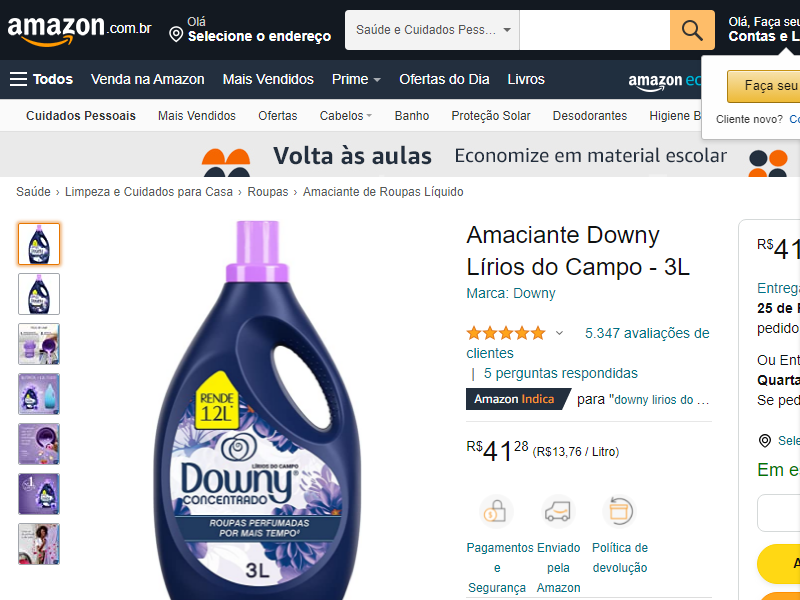 amazon.com.br
Olá
Selecione o endereço
Saúde e Cuidados Pess...
Olá, Faça seu
Contas e L
Todos
Venda na Amazon
Mais Vendidos
Prime
Ofertas do Dia
Livros
amazon ec
Faça seu
Cliente novo? Co
Cuidados Pessoais
Mais Vendidos
Ofertas
Cabelos
Banho
Proteção Solar
Desodorantes
Higiene B
Volta às aulas
Economize em material escolar
Saúde › Limpeza e Cuidados para Casa › Roupas › Amaciante de Roupas Líquido
RENDE
12L
LÍRIOS DO CAMPO
Downy
CONCENTRADO
ROUPAS PERFUMADAS
POR MAIS TEMPO²
3L
Amaciante Downy
Lírios do Campo - 3L
Marca: Downy
5.347 avaliações de
clientes
| 5 perguntas respondidas
Amazon Indica para "downy lirios do …
R$41 28 (R$13,76 / Litro)
Pagamentos
e
Segurança
Enviado
pela
Amazon
Política de
devolução
R$41
Entrega
25 de F
pedido
Ou Ent
Quarta
Se ped
Sele
Em es
A